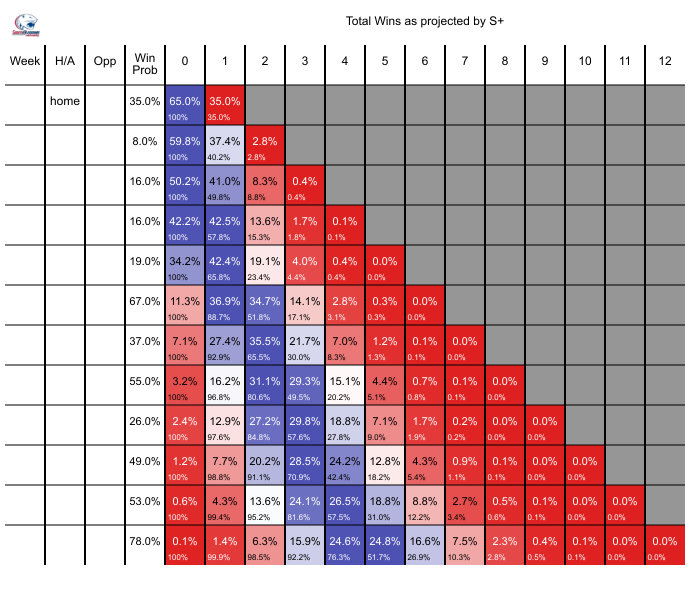 Total Wins as projected by S+
Week H/A Opp Win Prob 0 1 2 3 4 5 6 7 8 9 10 11 12
home 35.0% 65.0% 35.0%
100% 35.0%
8.0% 59.8% 37.4% 2.8%
100% 40.2% 2.8%
16.0% 50.2% 41.0% 8.3% 0.4%
100% 49.8% 8.8% 0.4%
16.0% 42.2% 42.5% 13.6% 1.7% 0.1%
100% 57.8% 15.3% 1.8% 0.1%
19.0% 34.2% 42.4% 19.1% 4.0% 0.4% 0.0%
100% 65.8% 23.4% 4.4% 0.4% 0.0%
67.0% 11.3% 36.9% 34.7% 14.1% 2.8% 0.3% 0.0%
100% 88.7% 51.8% 17.1% 3.1% 0.3% 0.0%
37.0% 7.1% 27.4% 35.5% 21.7% 7.0% 1.2% 0.1% 0.0%
100% 92.9% 65.5% 30.0% 8.3% 1.3% 0.1% 0.0%
55.0% 3.2% 16.2% 31.1% 29.3% 15.1% 4.4% 0.7% 0.1% 0.0%
100% 96.8% 80.6% 49.5% 20.2% 5.1% 0.8% 0.1% 0.0%
26.0% 2.4% 12.9% 27.2% 29.8% 18.8% 7.1% 1.7% 0.2% 0.0% 0.0%
100% 97.6% 84.8% 57.6% 27.8% 9.0% 1.9% 0.2% 0.0% 0.0%
49.0% 1.2% 7.7% 20.2% 28.5% 24.2% 12.8% 4.3% 0.9% 0.1% 0.0% 0.0%
100% 98.8% 91.1% 70.9% 42.4% 18.2% 5.4% 1.1% 0.1% 0.0% 0.0%
53.0% 0.6% 4.3% 13.6% 24.1% 26.5% 18.8% 8.8% 2.7% 0.5% 0.1% 0.0% 0.0%
100% 99.4% 95.2% 81.6% 57.5% 31.0% 12.2% 3.4% 0.6% 0.1% 0.0% 0.0%
78.0% 0.1% 1.4% 6.3% 15.9% 24.6% 24.8% 16.6% 7.5% 2.3% 0.4% 0.1% 0.0% 0.0%
100% 99.9% 98.5% 92.2% 76.3% 51.7% 26.9% 10.3% 2.8% 0.5% 0.1% 0.0% 0.0%